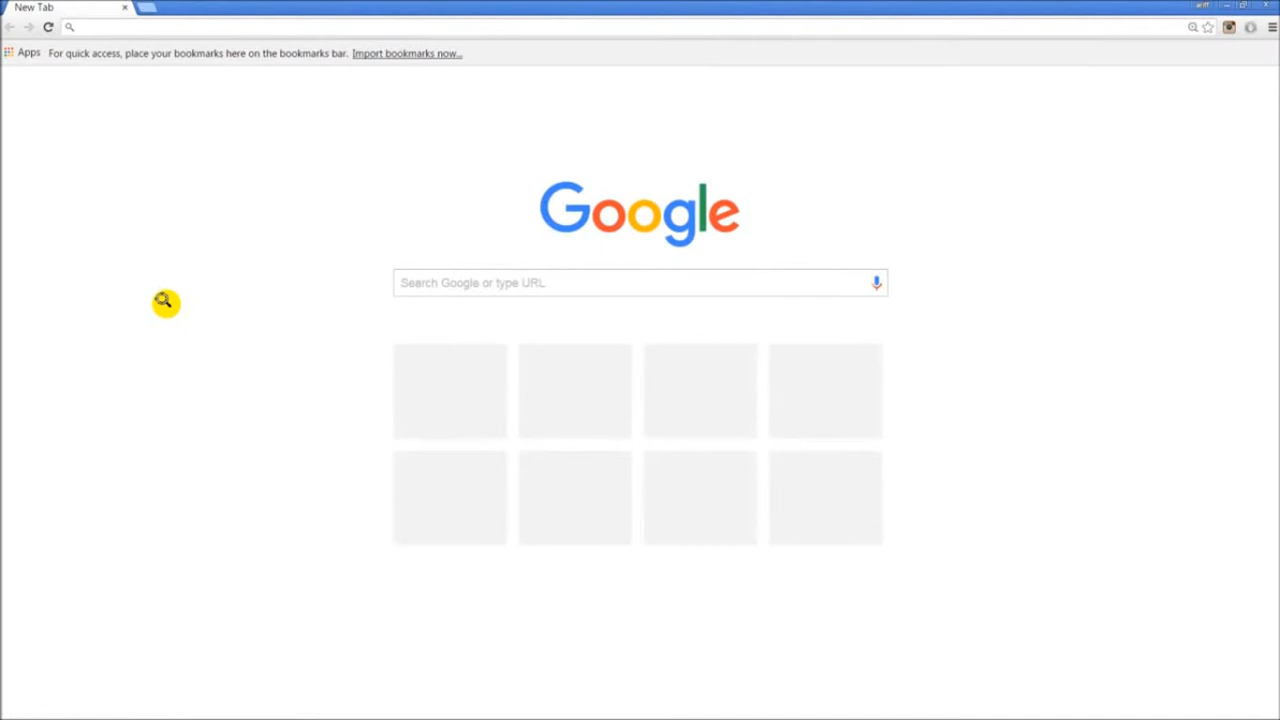 New Tab
Apps For quick access, place your bookmarks here on the bookmarks bar. Import bookmarks now...
Google
Search Google or type URL